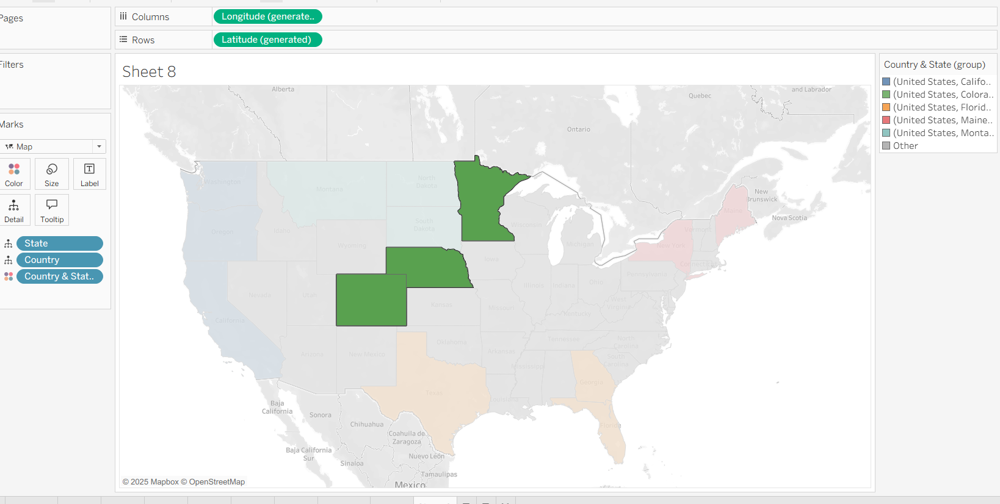 Pages
Columns
Longitude (generate..
Rows
Latitude (generated)
Filters
Marks
Map
Color
Size
Label
Detail
Tooltip
State
Country
Country & Stat..
Sheet 8
Alberta
Quebec
and Labrador
Ontario
Washington
Montana
North
Dakota
New
Brunswick
Maine
Nova Scotia
Oregon
Idaho
South
Dakota
Wisconsin
Vermont
Wyoming
Michigan
New York
Iowa
Connecticut
Pennsylvania
Nevada
Utah
Illinois
Indiana
Ohio
Kansas
Missouri
West
Virginia
Kentucky
California
Oklahoma
Tennessee
North
Carolina
Arizona
New Mexico
Arkansas
South
Carolina
Mississippi
Georgia
Texas
Louisiana
Florida
Baja
California
Sonora
Chihuahua
Coahuila de
Zaragoza
Baja California
Sur
Sinaloa
Nuevo León
Tamaulipas
Mexico
© 2025 Mapbox © OpenStreetMap
Country & State (group)
(United States, Califo..
(United States, Colora..
(United States, Florid..
(United States, Maine..
(United States, Monta..
Other